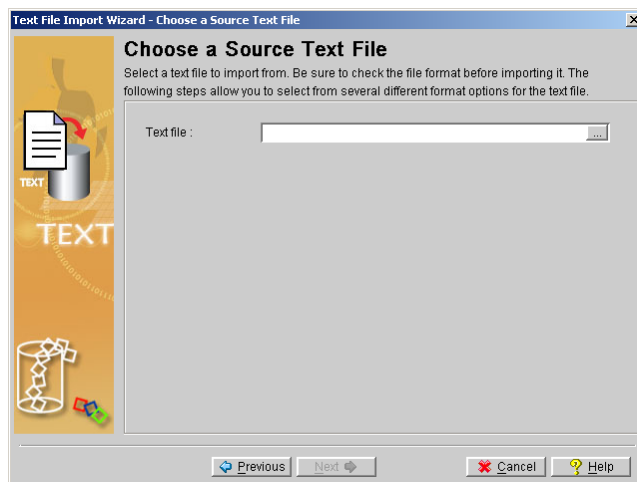 Text File Import Wizard - Choose a Source Text File
Choose a Source Text File
Select a text file to import from. Be sure to check the file format before importing it. The
following steps allow you to select from several different format options for the text file.
Text file :
...
TEXT
TEXT
Previous
Next
Cancel
Help